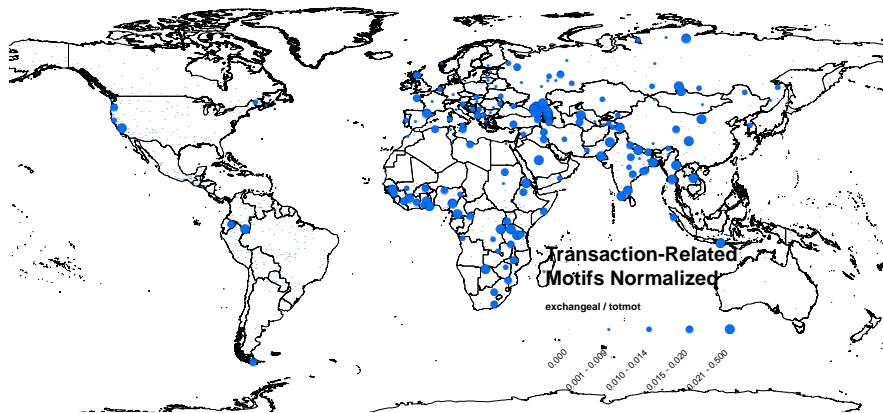 Transaction-Related
Motifs Normalized
exchangeal / totmot
0.000
0.001 - 0.009
0.010 - 0.014
0.015 - 0.020
0.021 - 0.500